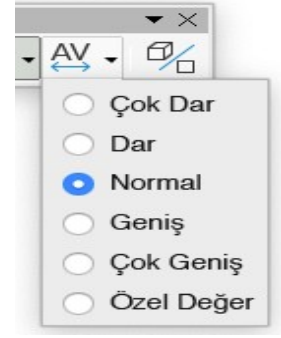 AV
Çok Dar
Dar
Normal
Geniş
Çok Geniş
Özel Değer